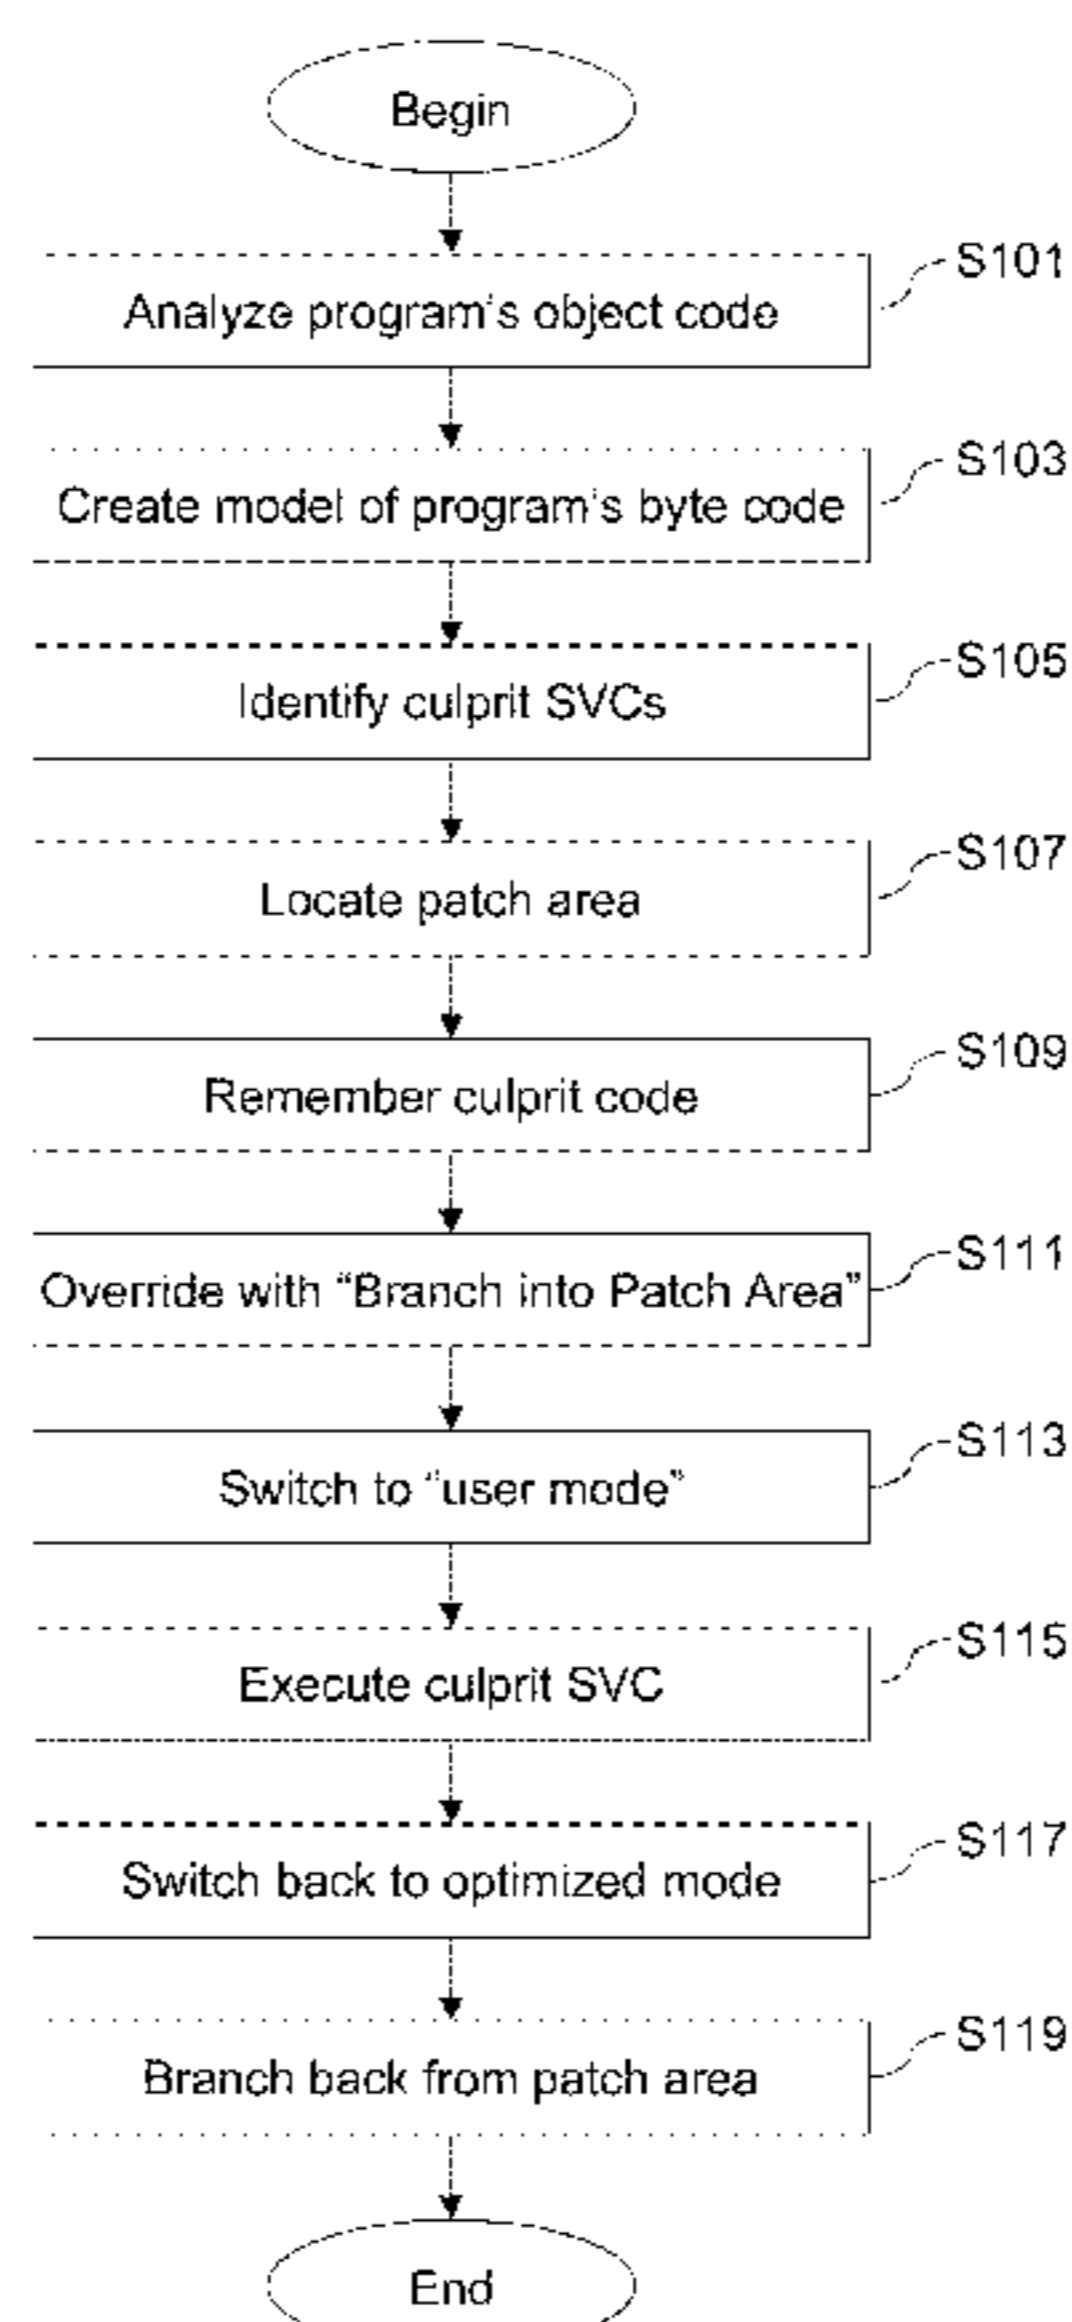 Begin
S101
Analyze program's object code
S103
Create model of program's byte code
S105
Identify culprit SVCs
S107
Locate patch area
S109
Remember culprit code
S111
Override with “Branch into Patch Area”
S113
Switch to “user mode”
S115
Execute culprit SVC
S117
Switch back to optimized mode
S119
Branch back from patch area
End